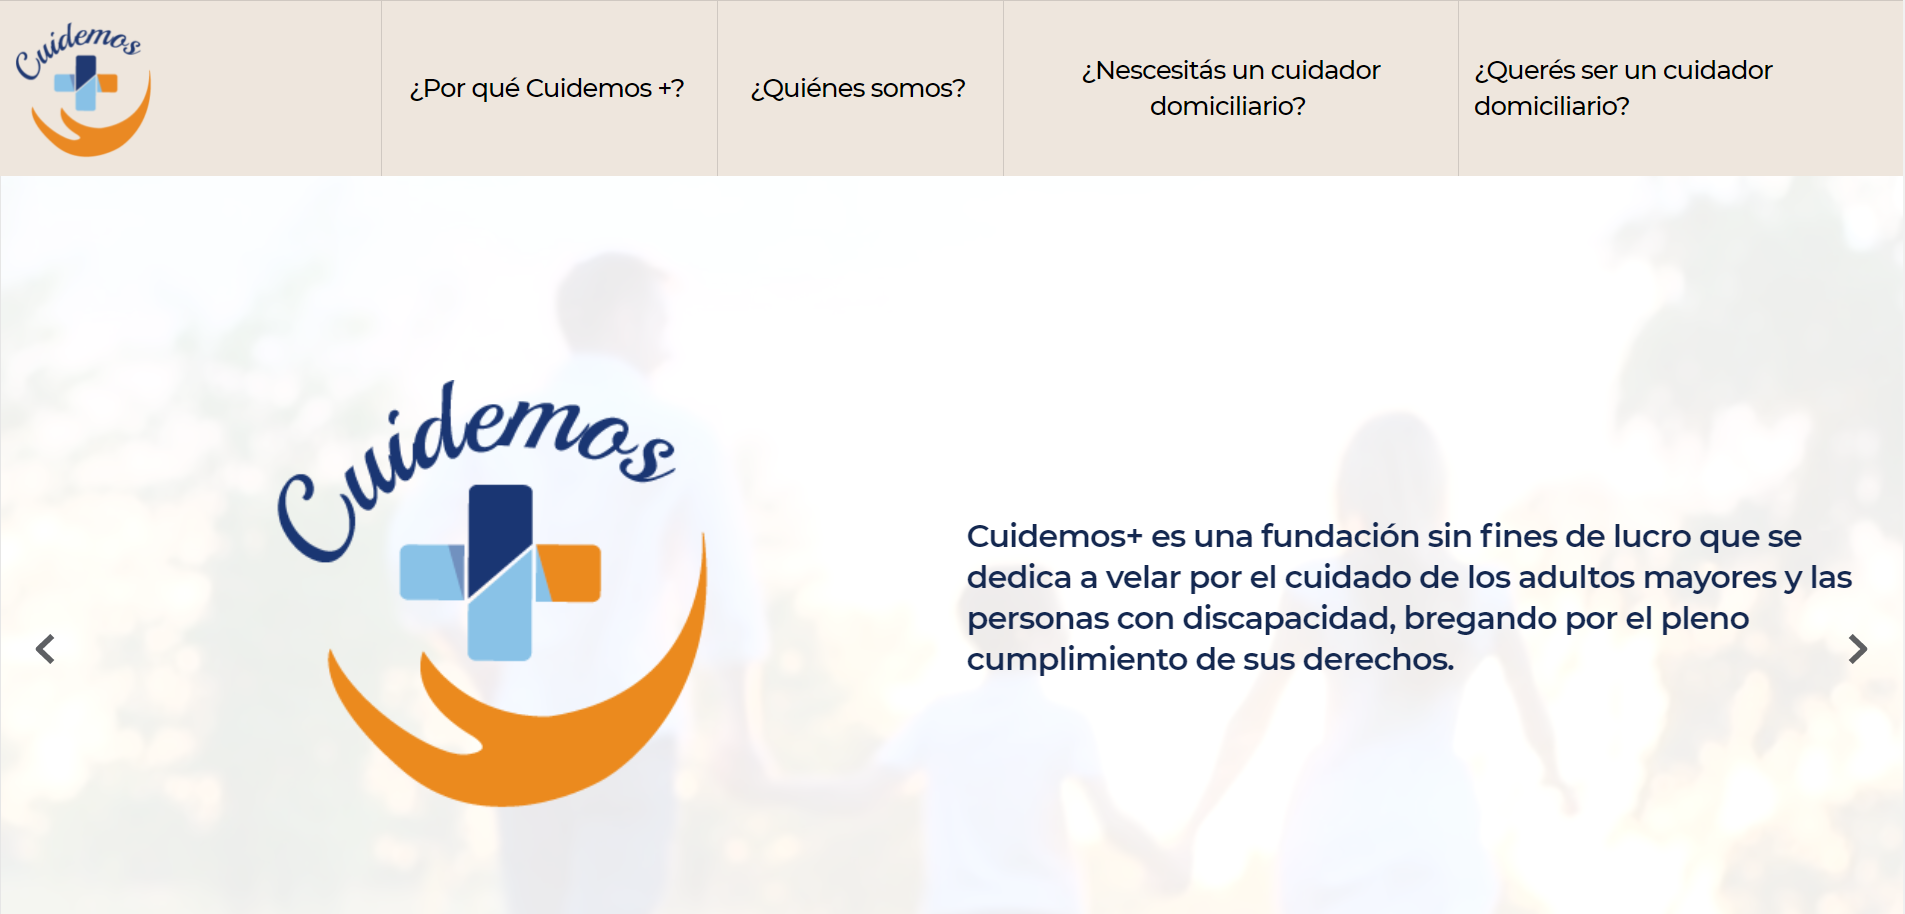 Cuidemos
¿Por qué Cuidemos +?
¿Quiénes somos?
¿Nescesitás un cuidador
domiciliario?
¿Querés ser un cuidador
domiciliario?
Cuidemos
Cuidemos+ es una fundación sin fines de lucro que se
dedica a velar por el cuidado de los adultos mayores y las
personas con discapacidad, bregando por el pleno
cumplimiento de sus derechos.